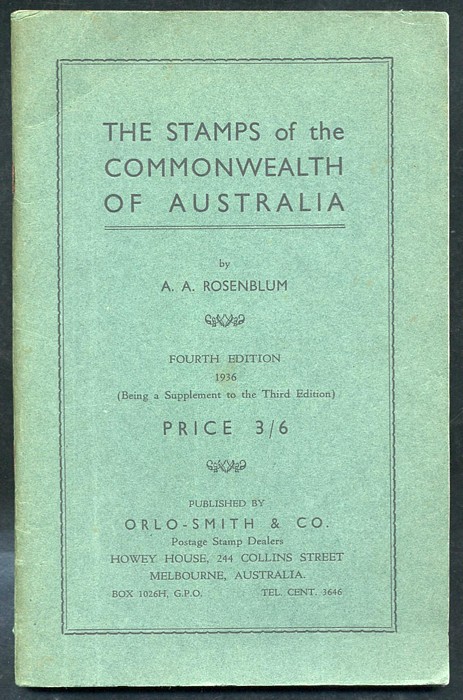 THE STAMPS of the
COMMONWEALTH
OF AUSTRALIA
by
A. A. ROSENBLUM
FOURTH EDITION
1936
(Being a Supplement to the Third Edition)
PRICE 3/6
PUBLISHED BY
ORLO-SMITH & CO.
Postage Stamp Dealers
HOWEY HOUSE, 244 COLLINS STREET
MELBOURNE, AUSTRALIA.
BOX 1026H, G.P.O. TEL. CENT. 3646